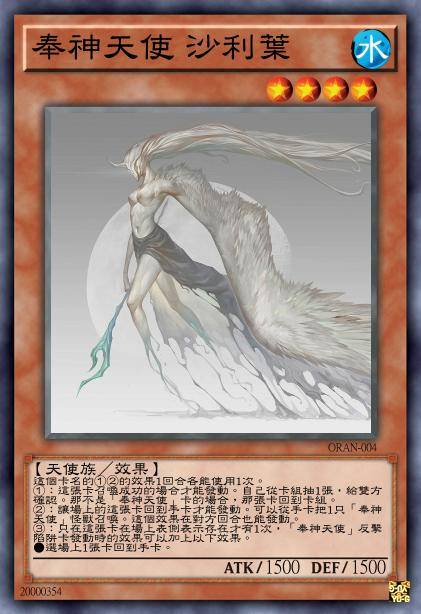 奉神天使 沙利葉
水
ORAN-004
【天使族／效果】
這個卡名的①②的效果1回合各能使用1次。
①：這張卡召喚成功的場合才能發動。自己從卡組抽1張，給雙方
確認。那不是「奉神天使」卡的場合，那張卡回到卡組。
②：讓場上的這張卡回到手卡才能發動。可以從手卡把1只「奉神
天使」怪獸召喚。這個效果在對方回合也能發動。
③：只在這張卡在場上表側表示存在才有1次，「奉神天使」反擊
陷阱卡發動時的效果可以加上以下效果。
●選場上1張卡回到手卡。
ATK/1500 DEF/1500
20000354